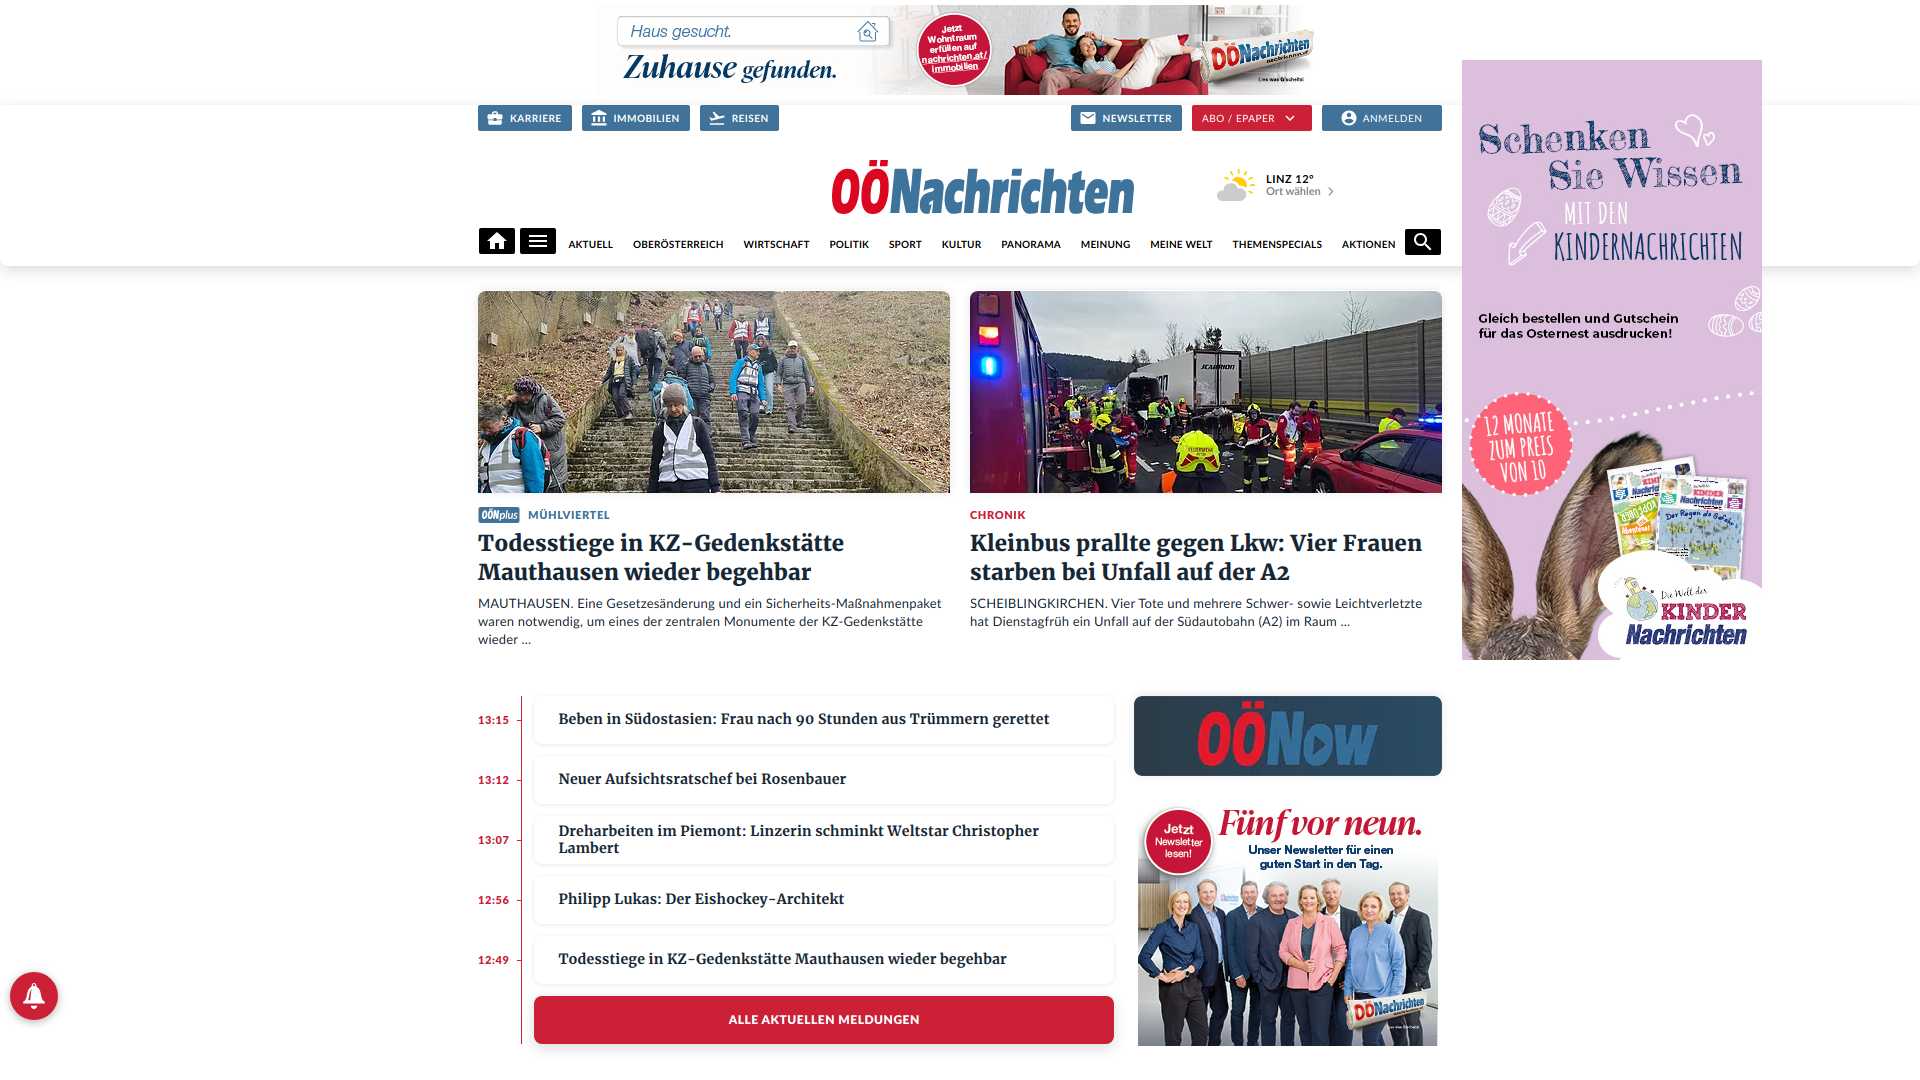 Haus gesucht.
Zuhause gefunden.
Jetzt
Wohntraum
erfüllen auf
nachrichten.at/
immobilien
OÖNachrichten
Lies was G'scheits!
KARRIERE
IMMOBILIEN
REISEN
NEWSLETTER
ABO / EPAPER
ANMELDEN
OÖNachrichten
LINZ 12°
Ort wählen
AKTUELL
OBERÖSTERREICH
WIRTSCHAFT
POLITIK
SPORT
KULTUR
PANORAMA
MEINUNG
MEINE WELT
THEMENSPECIALS
AKTIONEN
Schenken
Sie Wissen
MIT DEN
KINDERNACHRICHTEN
Gleich bestellen und Gutschein
für das Osternest ausdrucken!
12 MONATE
ZUM PREIS
VON 10
KINDER
Nachrichten
Die Welt der
KINDER
Nachrichten
OÖNplus MÜHLVIERTEL
Todesstiege in KZ-Gedenkstätte
Mauthausen wieder begehbar
MAUTHAUSEN. Eine Gesetzesänderung und ein Sicherheits-Maßnahmenpaket
waren notwendig, um eines der zentralen Monumente der KZ-Gedenkstätte
wieder ...
CHRONIK
Kleinbus prallte gegen Lkw: Vier Frauen
starben bei Unfall auf der A2
SCHEIBLINGKIRCHEN. Vier Tote und mehrere Schwer- sowie Leichtverletzte
hat Dienstagfrüh ein Unfall auf der Südautobahn (A2) im Raum ...
13:15 Beben in Südostasien: Frau nach 90 Stunden aus Trümmern gerettet
13:12 Neuer Aufsichtsratschef bei Rosenbauer
13:07 Dreharbeiten im Piemont: Linzerin schminkt Weltstar Christopher
Lambert
12:56 Philipp Lukas: Der Eishockey-Architekt
12:49 Todesstiege in KZ-Gedenkstätte Mauthausen wieder begehbar
ALLE AKTUELLEN MELDUNGEN
OÖNow
Jetzt
Newsletter
lesen!
Fünf vor neun.
Unser Newsletter für einen
guten Start in den Tag.
OÖNachrichten